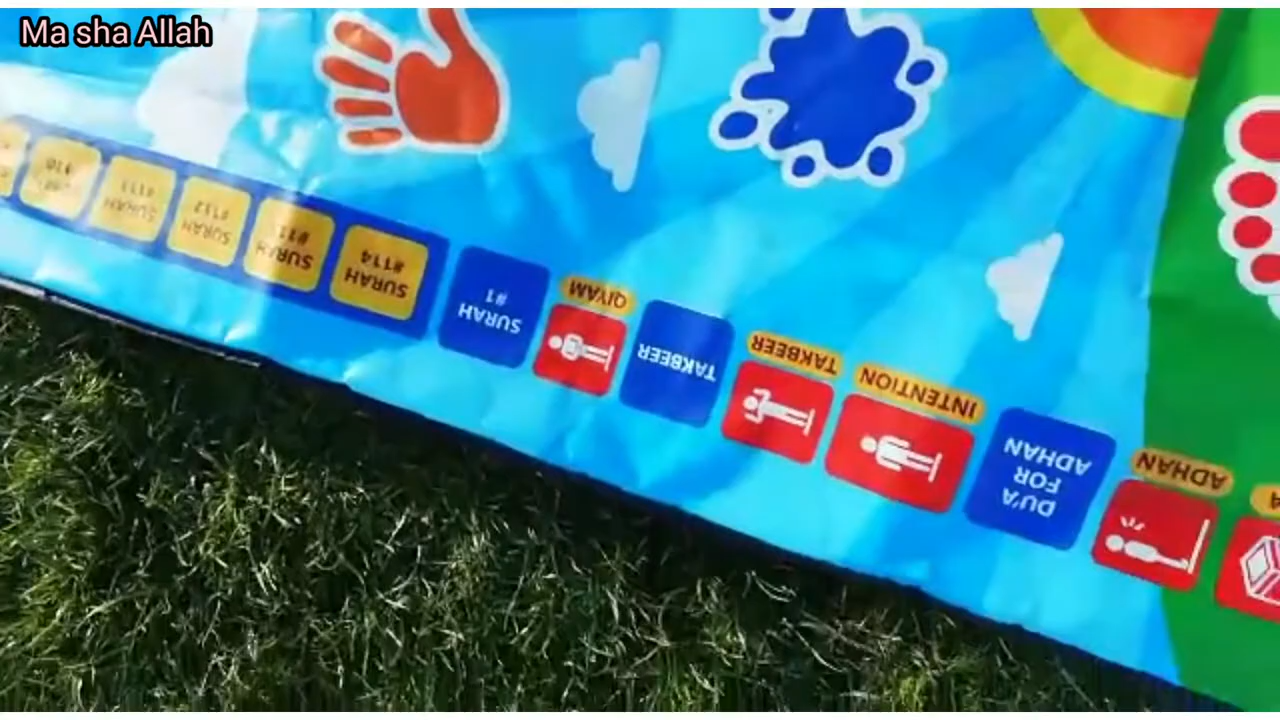 Ma sha Allah
ADHAN
DU'A
FOR
ADHAN
INTENTION
TAKBEER
TAKBEER
QIYAM
SURAH
#1
SURAH
#114
SURAH
SURAH
#112
SURAH
#111